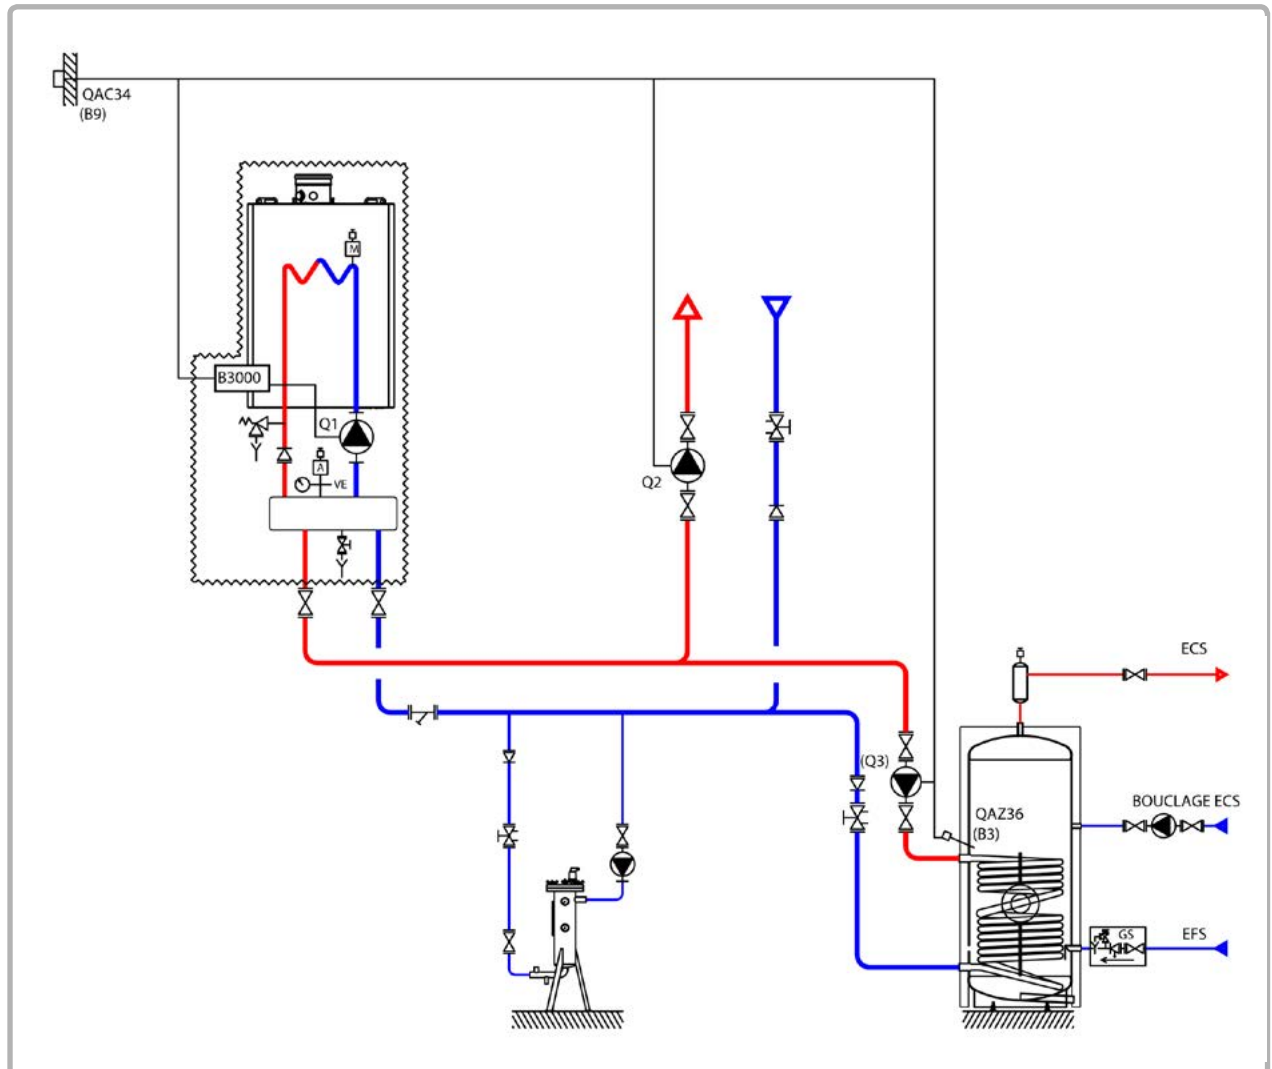 QAC34
(B9)
M
B3000
Q1
A
VE
Q2
ECS
(Q3)
BOUCLAGE ECS
QAZ36
(B3)
GS
EFS